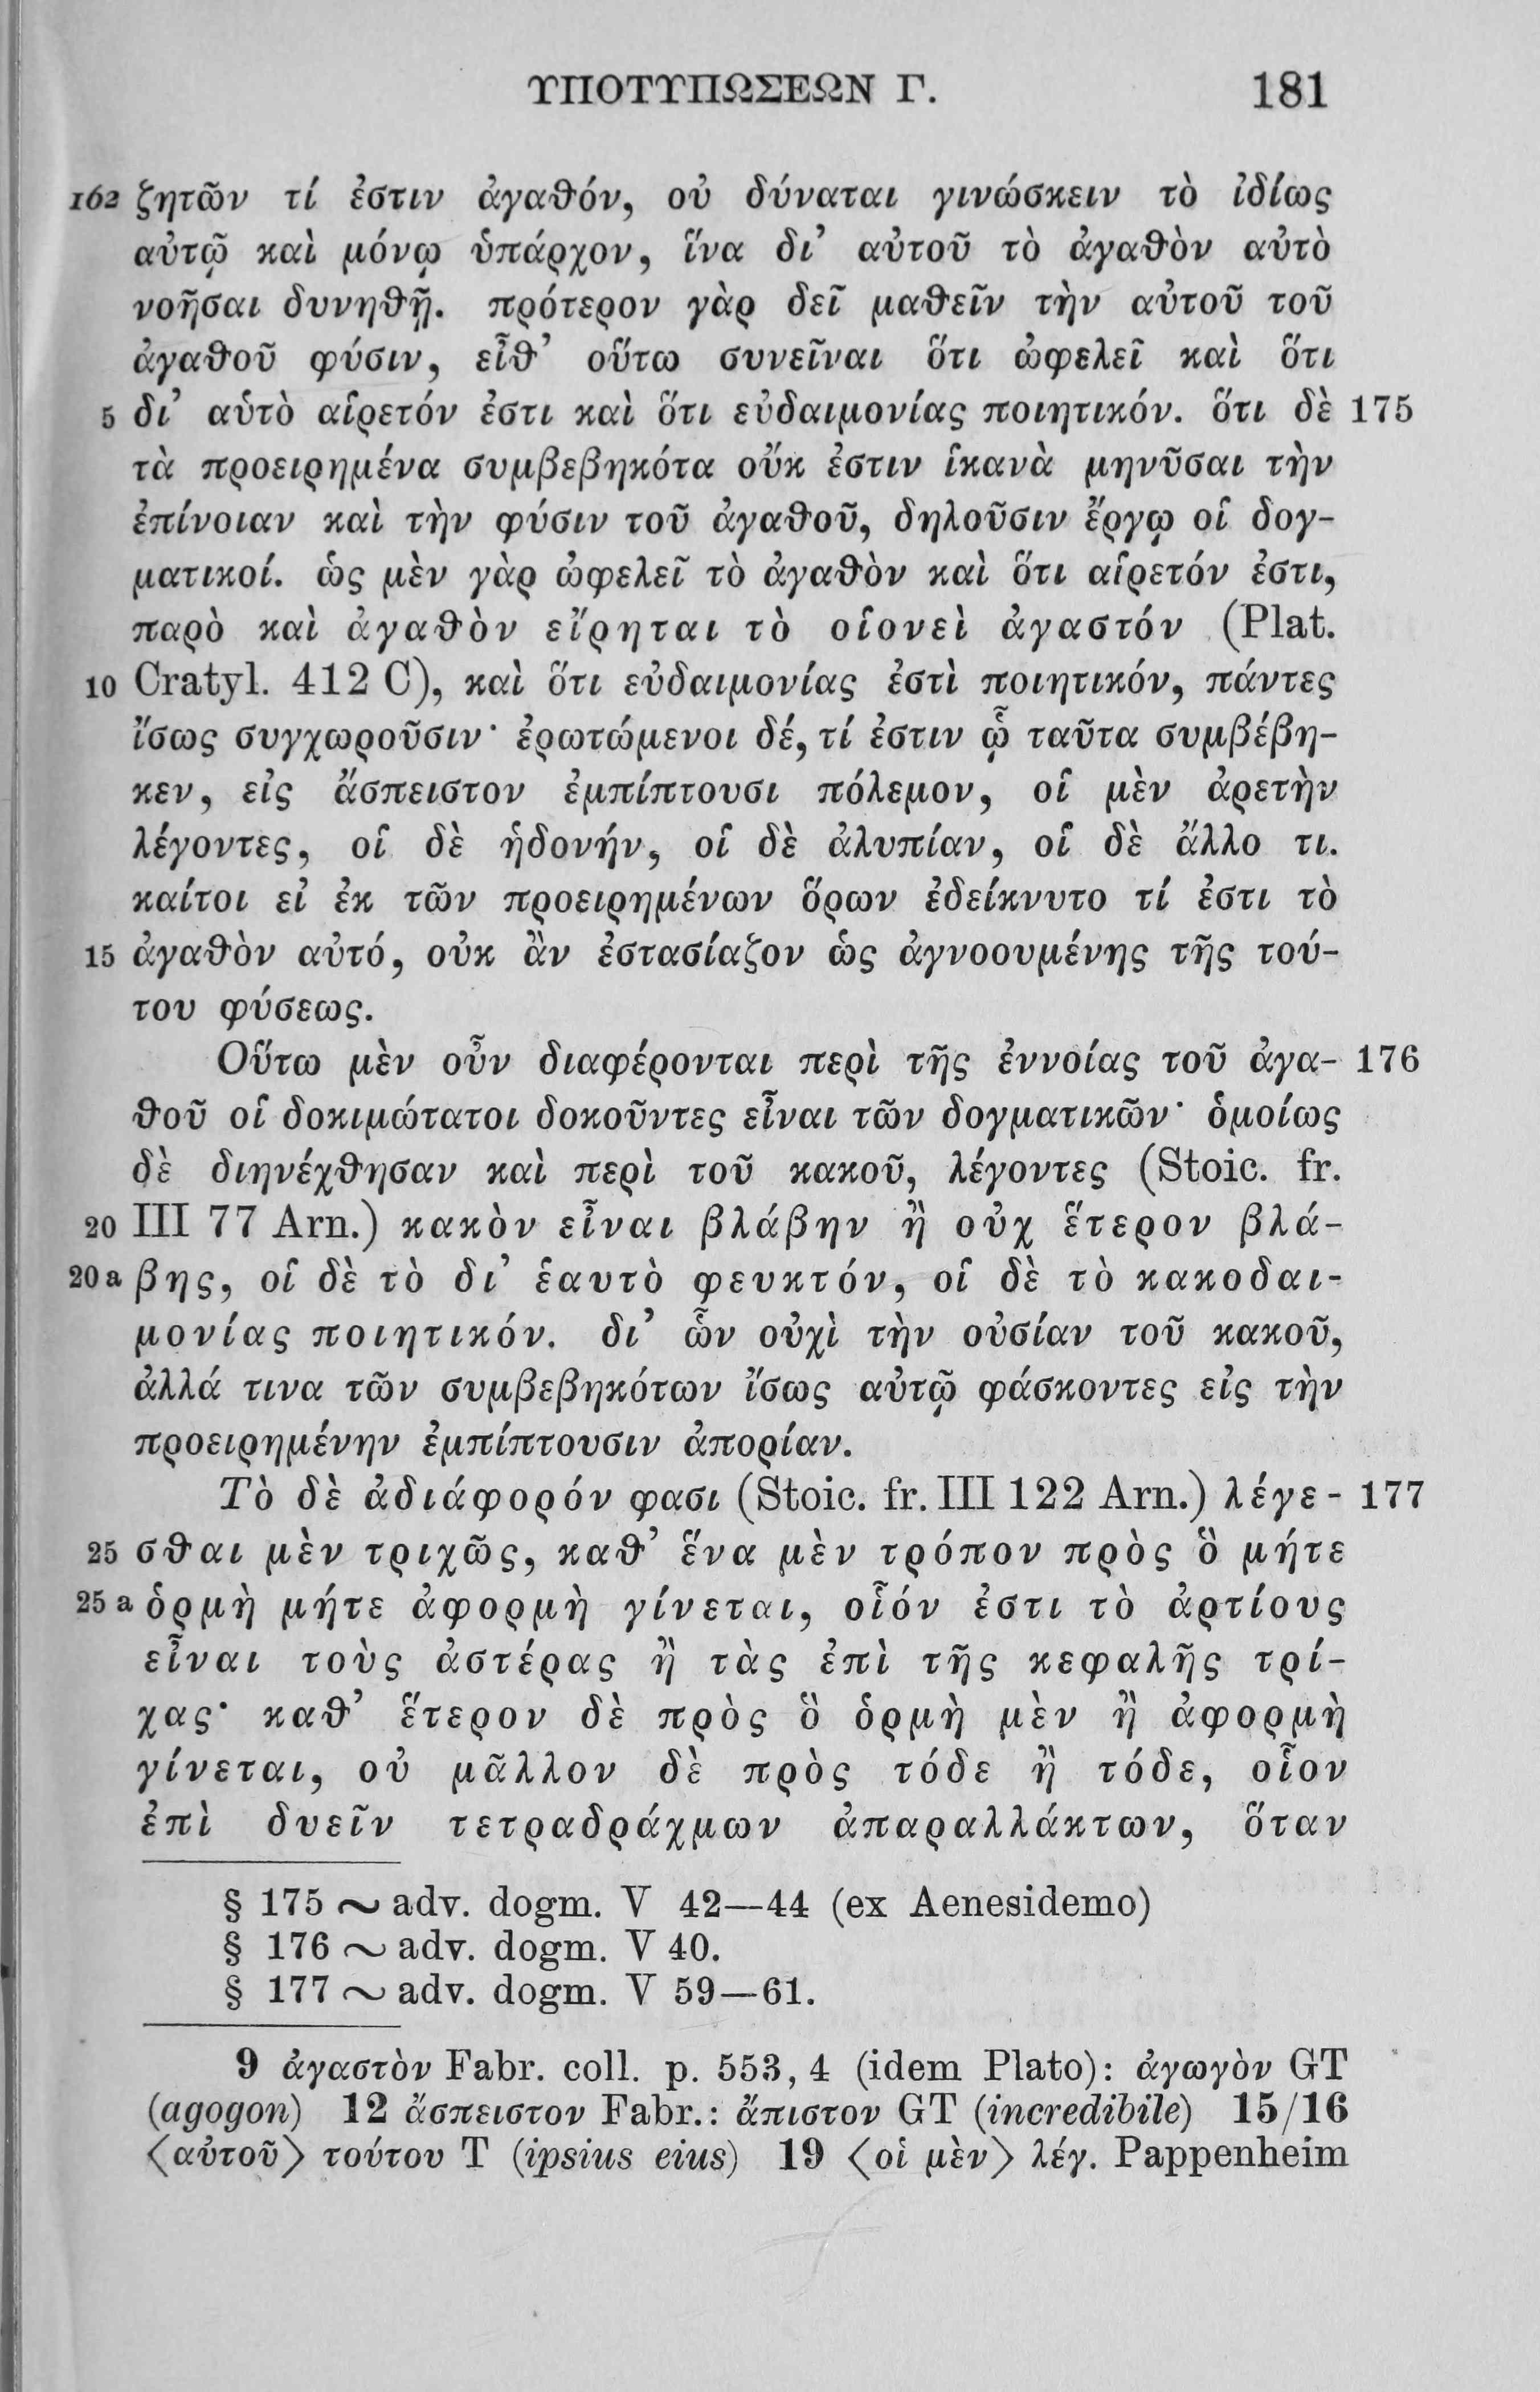 ΥΠΟΤΥΠΩΣΕΩΝ Γ. 181
162 ζητῶν τί ἐστιν ἀγαθόν, οὐ δύναται γινώσκειν τὸ ἰδίως
αὐτῷ καὶ μόνῳ ὑπάρχον, ἵνα δι’ αὐτοῦ τὸ ἀγαθὸν αὐτὸ
νοῆσαι δυνηθῇ. πρότερον γὰρ δεῖ μαθεῖν τὴν αὐτοῦ τοῦ
ἀγαθοῦ φύσιν, εἶθ’ οὕτω συνεῖναι ὅτι ὠφελεῖ καὶ ὅτι
5 δι’ αὑτὸ αἱρετόν ἐστι καὶ ὅτι εὐδαιμονίας ποιητικόν. ὅτι δὲ 175
τὰ προειρημένα συμβεβηκότα οὔκ ἐστιν ἱκανὰ μηνῦσαι τὴν
ἐπίνοιαν καὶ τὴν φύσιν τοῦ ἀγαθοῦ, δηλοῦσιν ἔργῳ οἱ δογ-
ματικοί. ὡς μὲν γὰρ ὠφελεῖ τὸ ἀγαθὸν καὶ ὅτι αἱρετόν ἐστι,
παρὸ καὶ ἀγαθὸν εἴρηται τὸ οἱονεὶ ἀγαστόν (Plat.
10 Cratyl. 412 C), καὶ ὅτι εὐδαιμονίας ἐστὶ ποιητικόν, πάντες
ἴσως συγχωροῦσιν· ἐρωτώμενοι δέ, τί ἐστιν ᾧ ταῦτα συμβέβη-
κεν, εἰς ἄσπειστον ἐμπίπτουσι πόλεμον, οἱ μὲν ἀρετὴν
λέγοντες, οἱ δὲ ἡδονήν, οἱ δὲ ἀλυπίαν, οἱ δὲ ἄλλο τι.
καίτοι εἰ ἐκ τῶν προειρημένων ὅρων ἐδείκνυτο τί ἐστι τὸ
15 ἀγαθὸν αὐτό, οὐκ ἂν ἐστασίαζον ὡς ἀγνοουμένης τῆς τού-
του φύσεως.
Οὕτω μὲν οὖν διαφέρονται περὶ τῆς ἐννοίας τοῦ ἀγα- 176
θοῦ οἱ δοκιμώτατοι δοκοῦντες εἶναι τῶν δογματικῶν· ὁμοίως
δὲ διηνέχθησαν καὶ περὶ τοῦ κακοῦ, λέγοντες (Stoic. fr.
20 III 77 Arn.) κακὸν εἶναι βλάβην ἢ οὐχ ἕτερον βλά-
20a βης, οἱ δὲ τὸ δι’ ἑαυτὸ φευκτόν, οἱ δὲ τὸ κακοδαι-
μονίας ποιητικόν. δι’ ὧν οὐχὶ τὴν οὐσίαν τοῦ κακοῦ,
ἀλλά τινα τῶν συμβεβηκότων ἴσως αὐτῷ φάσκοντες εἰς τὴν
προειρημένην ἐμπίπτουσιν ἀπορίαν.
Τὸ δὲ ἀδιάφορόν φασι (Stoic. fr. III 122 Arn.) λέγε- 177
25 σθαι μὲν τριχῶς, καθ’ ἕνα μὲν τρόπον πρὸς ὃ μήτε
25a ὁρμὴ μήτε ἀφορμὴ γίνεται, οἷόν ἐστι τὸ ἀρτίους
εἶναι τοὺς ἀστέρας ἢ τὰς ἐπὶ τῆς κεφαλῆς τρί-
χας· καθ’ ἕτερον δὲ πρὸς ὃ ὁρμὴ μὲν ἢ ἀφορμὴ
γίνεται, οὐ μᾶλλον δὲ πρὸς τόδε ἢ τόδε, οἷον
ἐπὶ δυεῖν τετραδράχμων ἀπαραλλάκτων, ὅταν
§ 175 ~ adv. dogm. V 42—44 (ex Aenesidemo)
§ 176 ~ adv. dogm. V 40.
§ 177 ~ adv. dogm. V 59—61.
9 ἀγαστὸν Fabr. coll. p. 553, 4 (idem Plato): ἀγωγὸν GT
(agogon) 12 ἄσπειστον Fabr.: ἄπιστον GT (incredibile) 15/16
⟨αὐτοῦ⟩ τούτου T (ipsius eius) 19 ⟨οἱ μὲν⟩ λέγ. Pappenheim